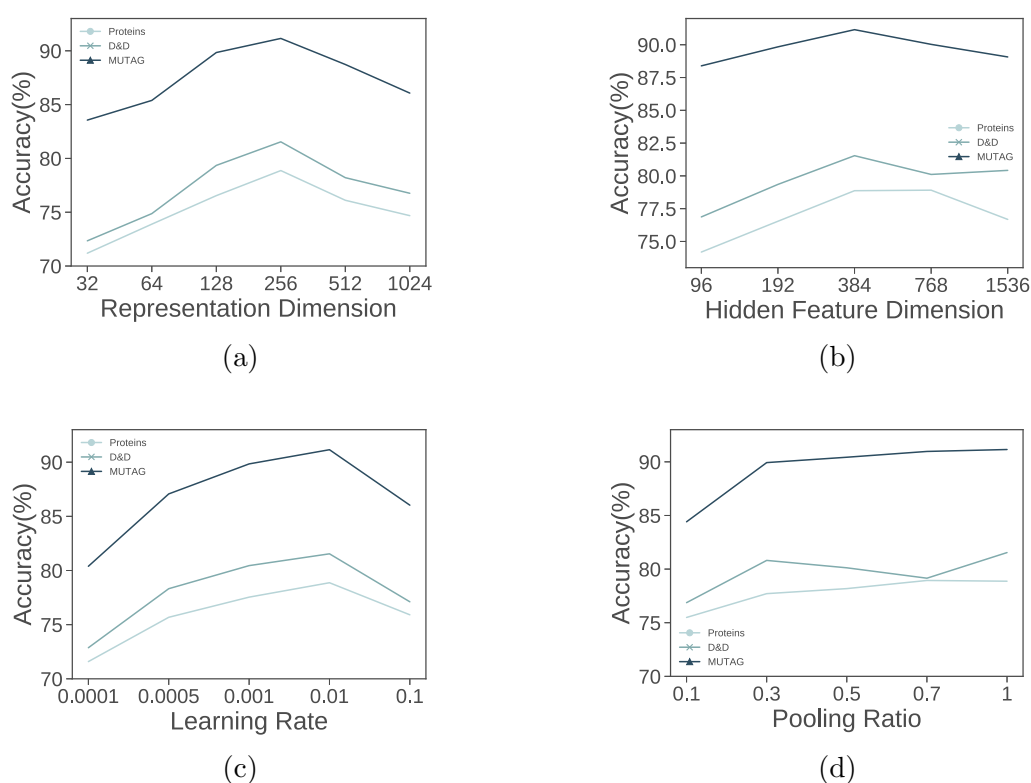 Proteins
D&D
MUTAG
Accuracy(%)
90
85
80
75
70
32 64 128 256 512 1024
Representation Dimension
(a)
Proteins
D&D
MUTAG
Accuracy(%)
90.0
87.5
85.0
82.5
80.0
77.5
75.0
96 192 384 768 1536
Hidden Feature Dimension
(b)
Proteins
D&D
MUTAG
Accuracy(%)
90
85
80
75
70
0.0001 0.0005 0.001 0.01 0.1
Learning Rate
(c)
Proteins
D&D
MUTAG
Accuracy(%)
90
85
80
75
70
0.1 0.3 0.5 0.7 1
Pooling Ratio
(d)